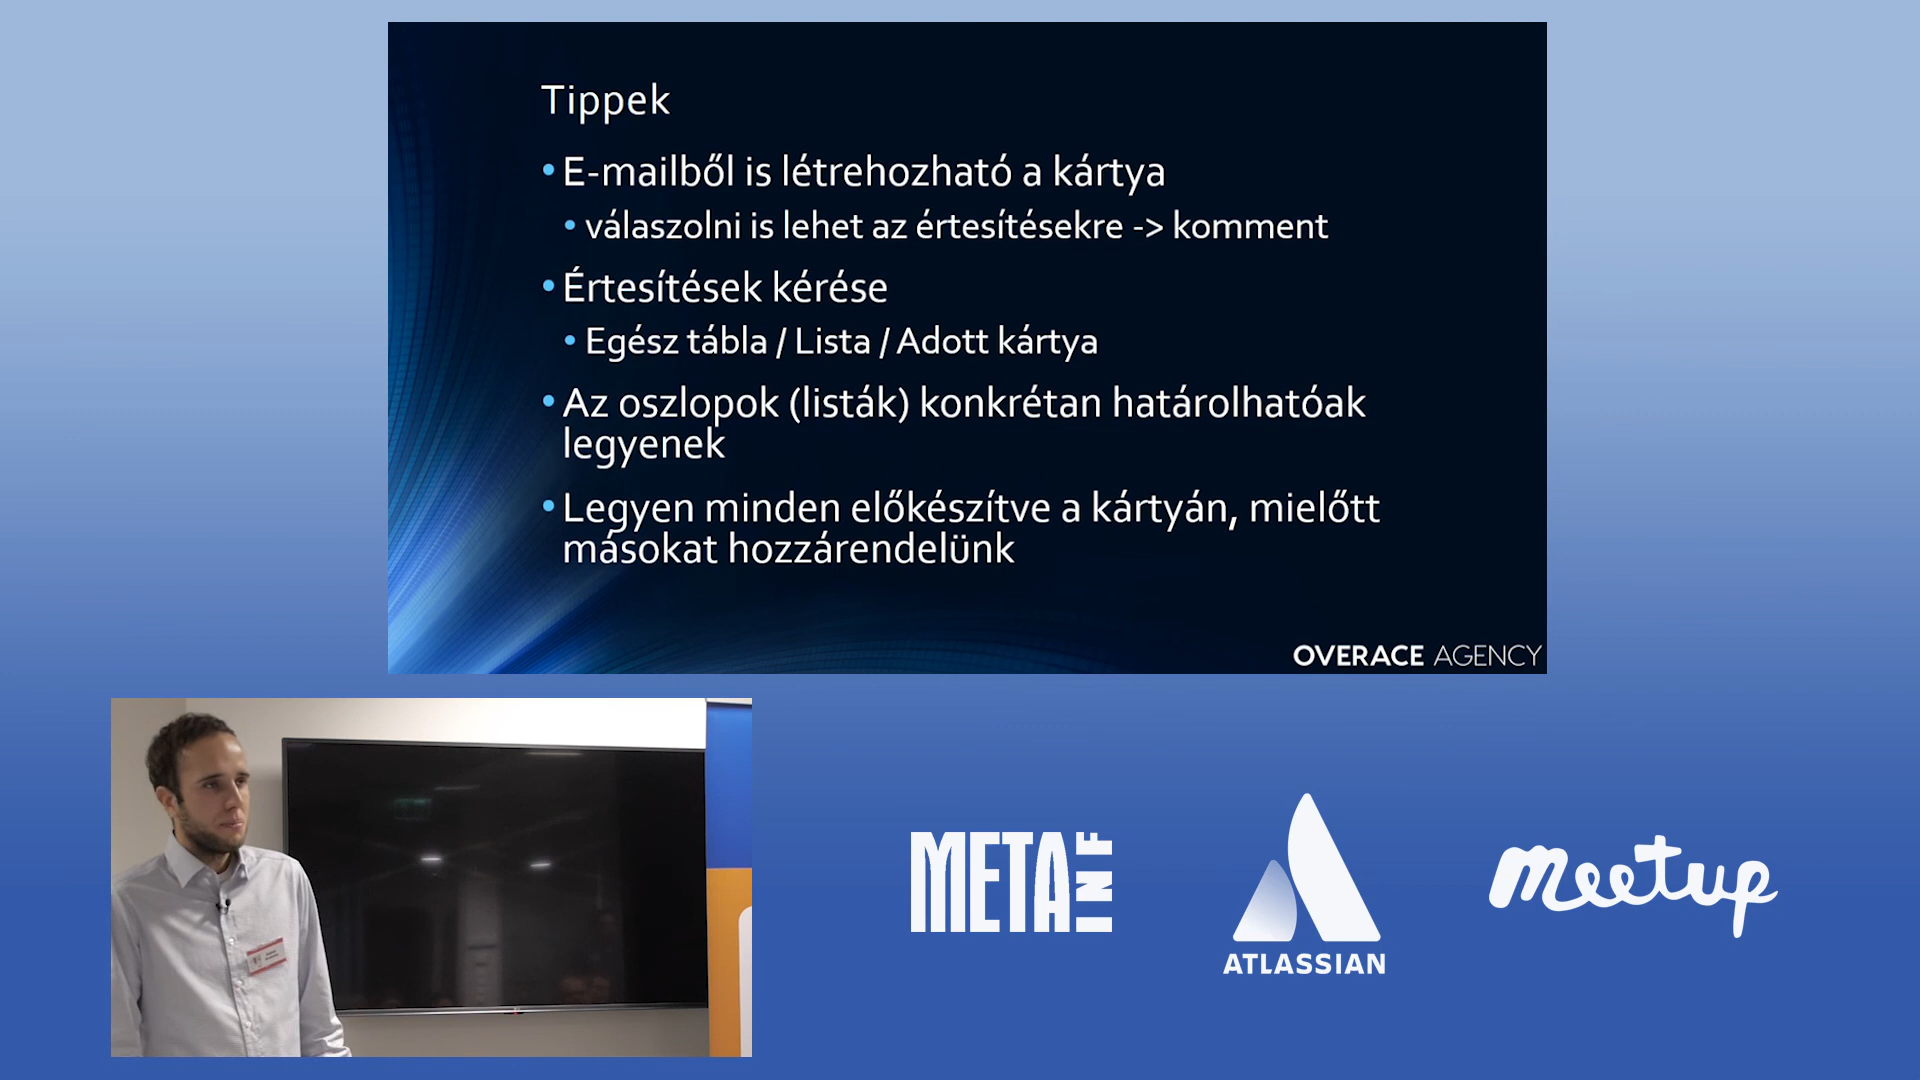 Tippek
• E-mailből is létrehozható a kártya
• válaszolni is lehet az értesítésekre -> komment
• Értesítések kérése
• Egész tábla / Lista / Adott kártya
• Az oszlopok (listák) konkrétan határolhatóak
legyenek
• Legyen minden előkészítve a kártyán, mielőtt
másokat hozzárendelünk
OVERACE AGENCY
META INF
ATLASSIAN
meetup